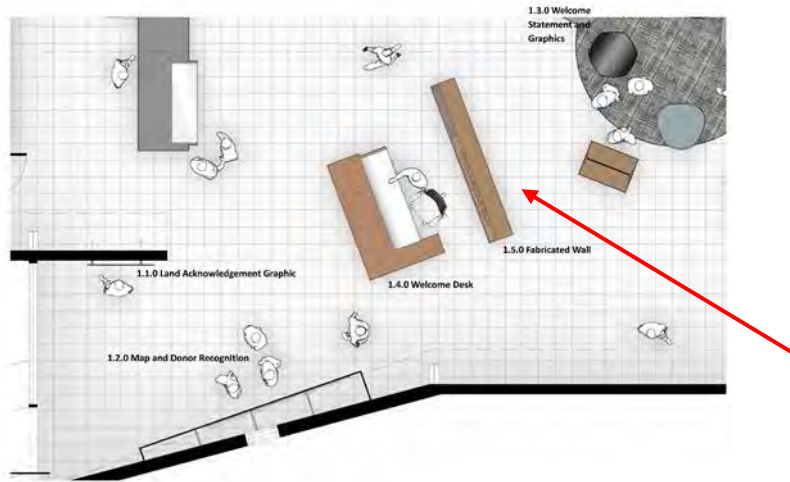 1.3.0 Welcome
Statement and
Graphics
1.5.0 Fabricated Wall
1.1.0 Land Acknowledgement Graphic
1.4.0 Welcome Desk
1.2.0 Map and Donor Recognition